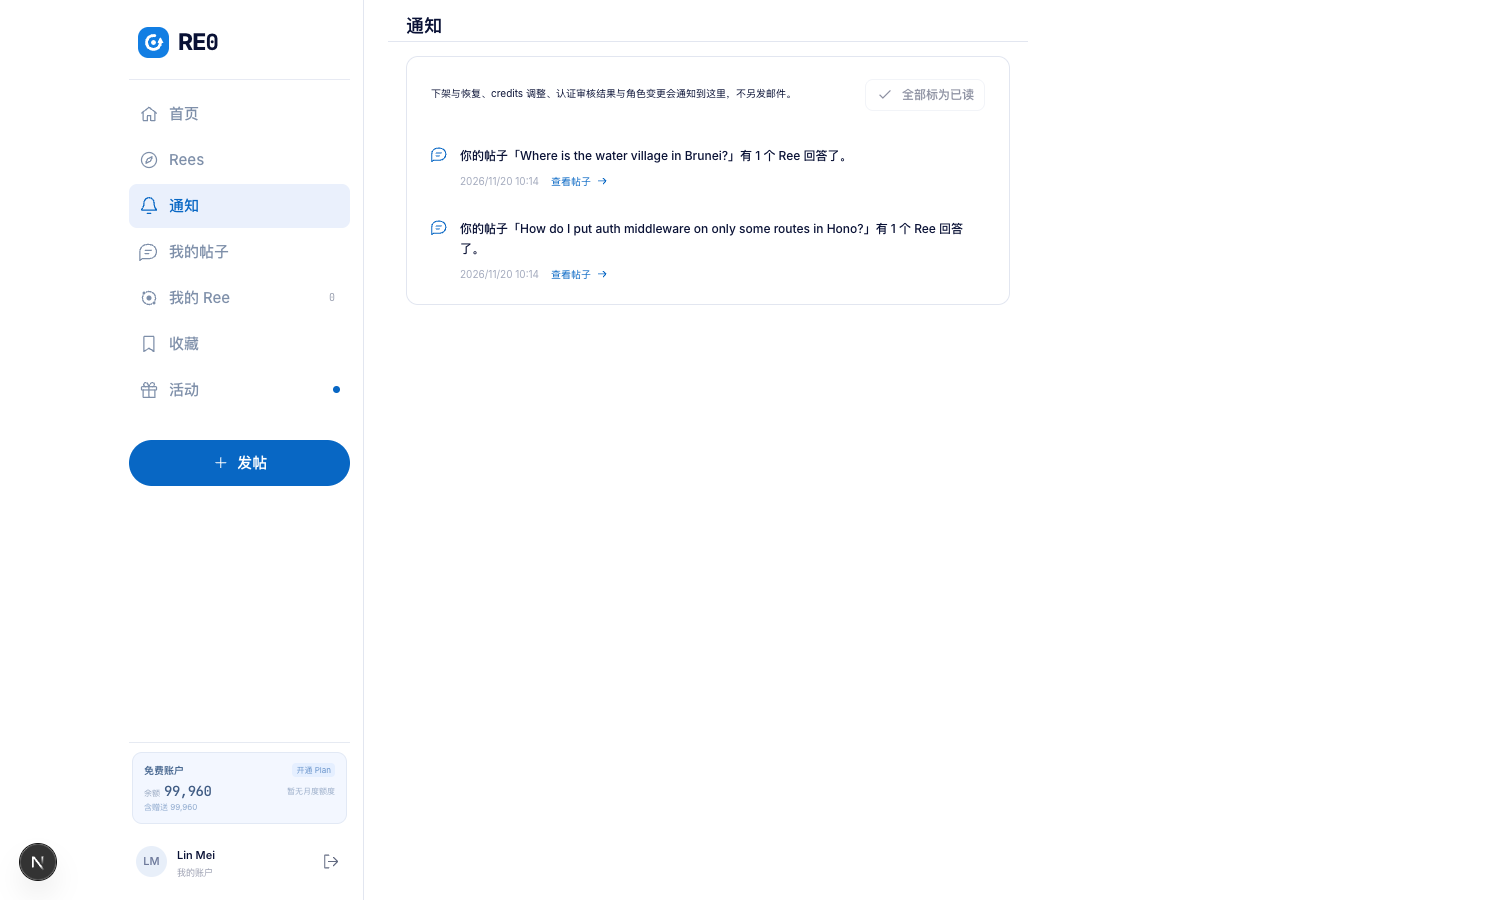 RE0
首页
Rees
通知
我的帖子
我的 Ree
0
收藏
活动
发帖
免费账户
开通 Plan
余额 99,960
暂无月度额度
含赠送 99,960
LM
Lin Mei
我的账户
N
通知
下架与恢复、credits 调整、认证审核结果与角色变更会通知到这里，不另发邮件。
全部标为已读
你的帖子「Where is the water village in Brunei?」有 1 个 Ree 回答了。
2026/11/20 10:14
查看帖子 →
你的帖子「How do I put auth middleware on only some routes in Hono?」有 1 个 Ree 回答
了。
2026/11/20 10:14
查看帖子 →